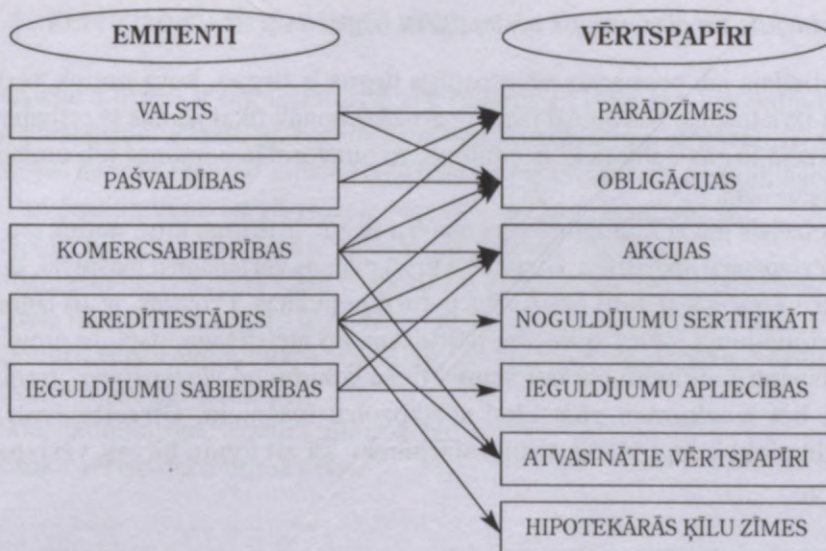 EMITENTI
VĒRTSPAPĪRI
VALSTS
PARĀDZĪMES
PAŠVALDĪBAS
OBLIGĀCIJAS
KOMERCSABIEDRĪBAS
AKCIJAS
KREDĪTIESTĀDES
NOGULDĪJUMU SERTIFIKĀTI
IEGULDĪJUMU SABIEDRĪBAS
IEGULDĪJUMU APLIECĪBAS
ATVASINĀTIE VĒRTSPAPĪRI
HIPOTEKĀRĀS ĶĪLU ZĪMES